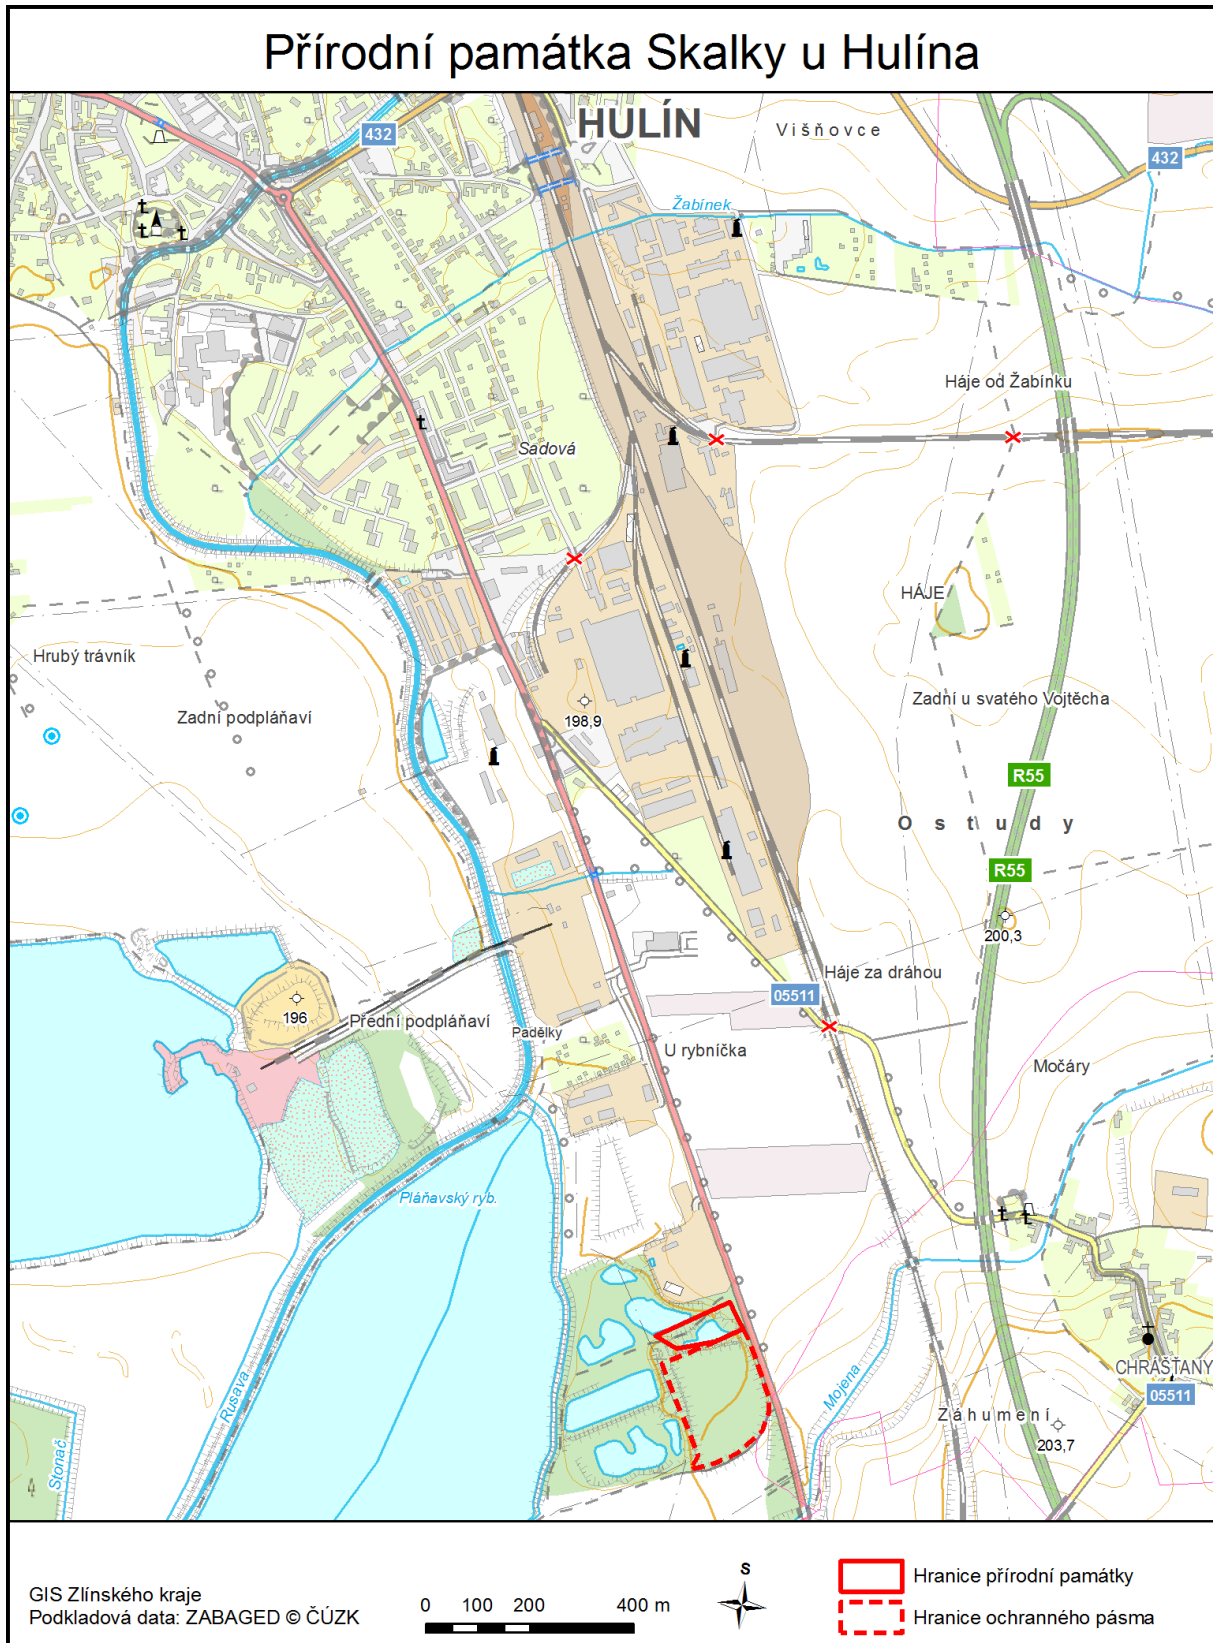 Přírodní památka Skalky u Hulína
HULÍN
Višňovce
432
432
Žabínek
Háje od Žabínku
Sadová
HÁJE
Hrubý trávník
Zadní podpláňaví
198,9
Zadní u svatého Vojtěcha
R55
Ostudy
R55
200,3
Háje za dráhou
05511
196
Přední podpláňaví
Padělky
U rybníčka
Močáry
Pláňavský ryb.
Rusava
Mojena
CHRÁŠŤANY
05511
Záhumení
203,7
Stonač
GIS Zlínského kraje
Podkladová data: ZABAGED © ČÚZK
0 100 200 400 m
S
Hranice přírodní památky
Hranice ochranného pásma